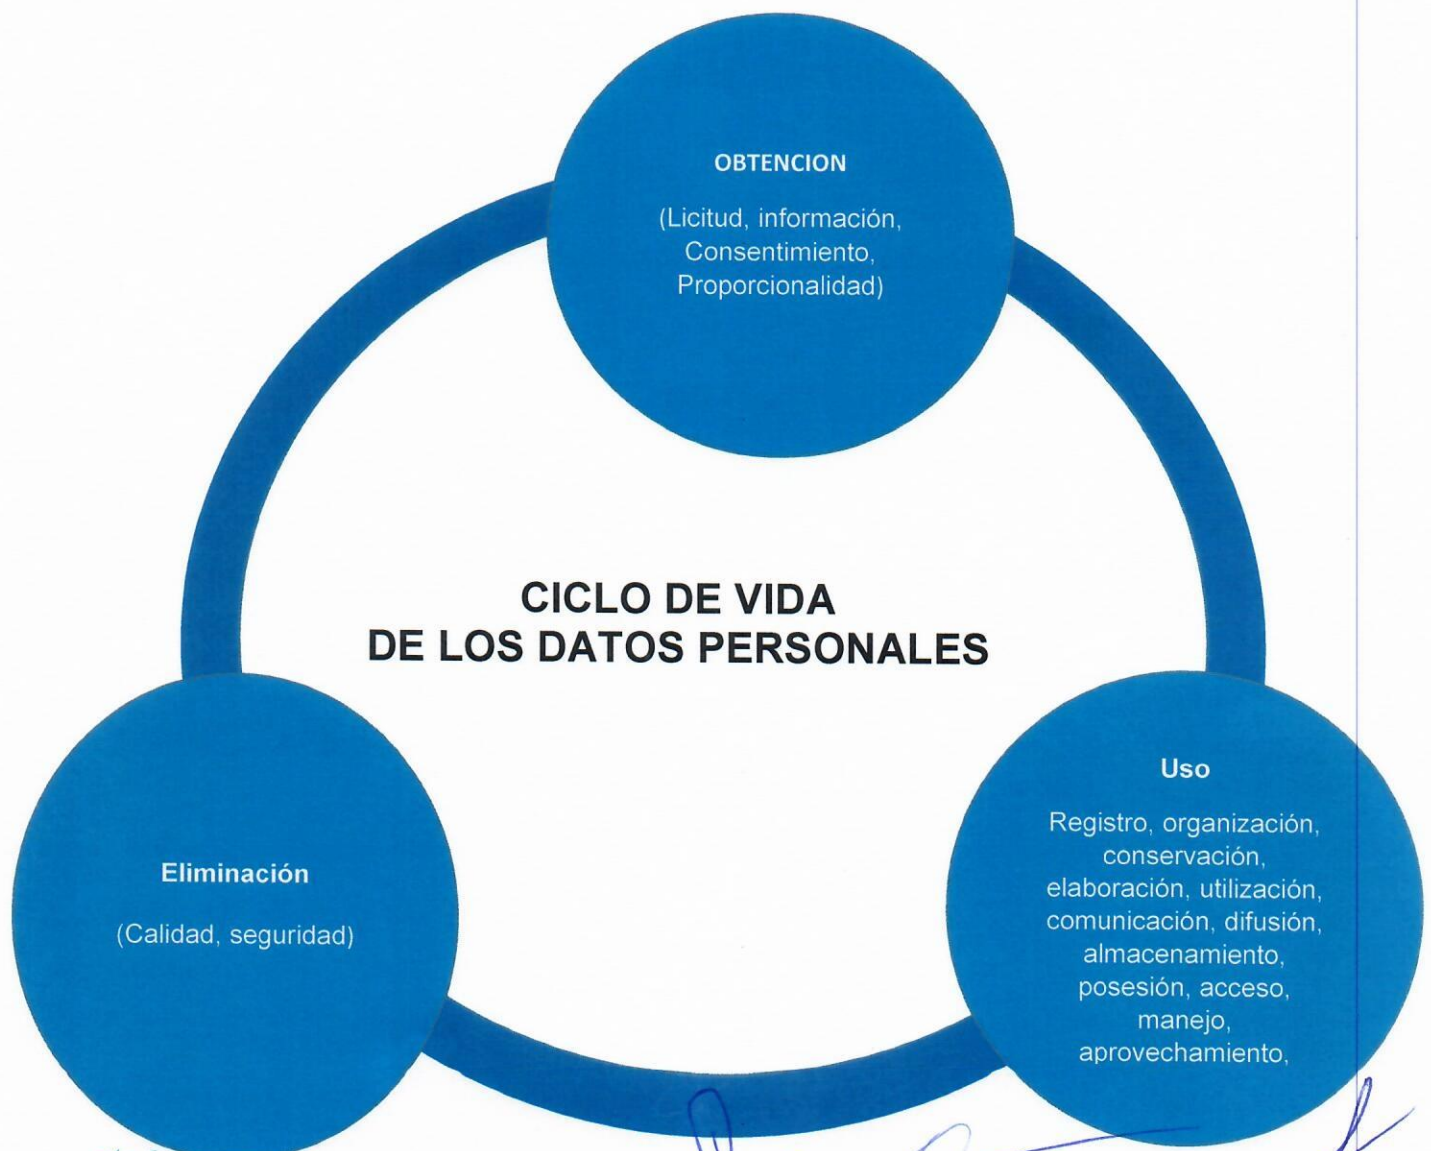 OBTENCION
(Licitud, información,
Consentimiento,
Proporcionalidad)
CICLO DE VIDA
DE LOS DATOS PERSONALES
Uso
Registro, organización,
conservación,
elaboración, utilización,
comunicación, difusión,
almacenamiento,
posesión, acceso,
manejo,
aprovechamiento,
Eliminación
(Calidad, seguridad)